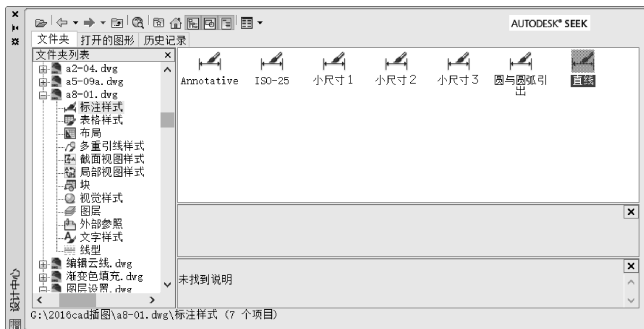 AUTODESK® SEEK
文件夹 打开的图形 历史记录
文件夹列表
a2-04.dwg
a5-09a.dwg
a8-01.dwg
标注样式
表格样式
布局
多重引线样式
截面视图样式
局部视图样式
块
视觉样式
图层
外部参照
文字样式
线型
编辑云线.dwg
渐变色填充.dwg
图层设置.dwg
Annotative ISO-25 小尺寸1 小尺寸2 小尺寸3 圆与圆弧引出 直线
未找到说明
设计中心
G:\2016cad插图\a8-01.dwg\标注样式 (7 个项目)